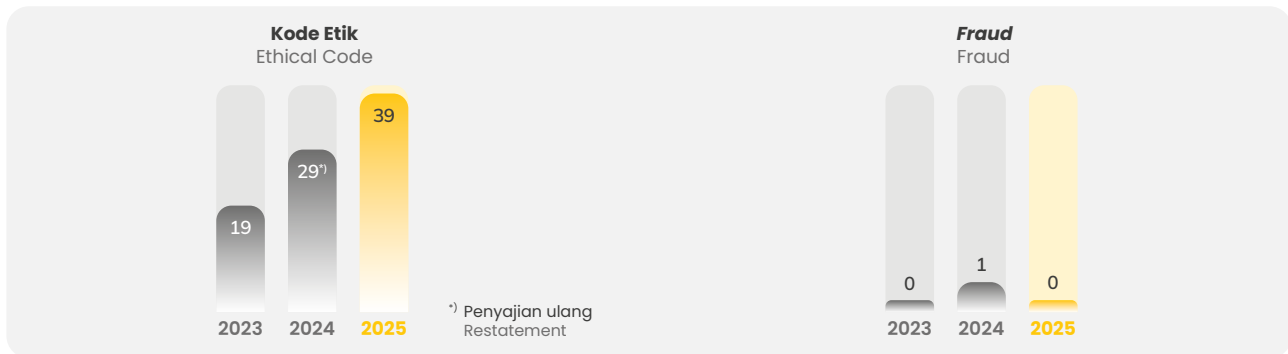 Kode Etik
Ethical Code
19
29*)
39
2023 2024 2025
*) Penyajian ulang
Restatement
Fraud
Fraud
0
1
0
2023 2024 2025